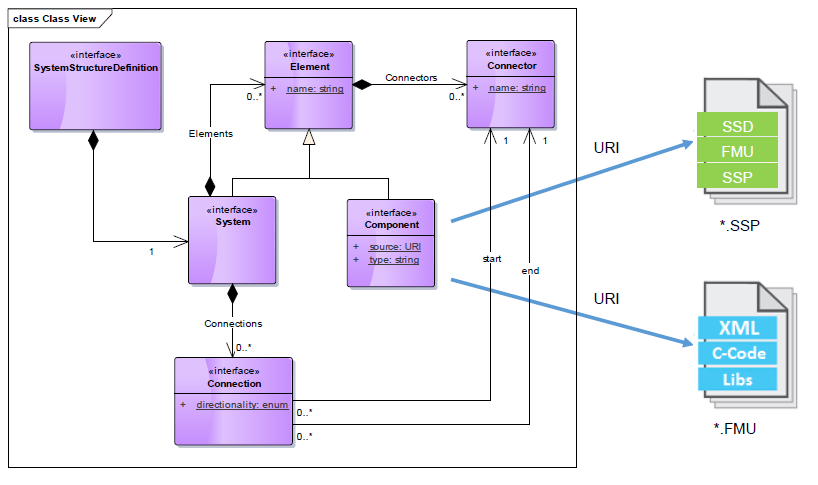 class Class View
«interface»
SystemStructureDefinition
«interface»
Element
+ name: string
Connectors
0..*
0..*
«interface»
Connector
+ name: string
Elements
1
1
1
«interface»
System
«interface»
Component
+ source: URI
+ type: string
start
end
Connections
0..*
«interface»
Connection
+ directionality: enum
0..*
0..*
URI
SSD
FMU
SSP
*.SSP
URI
XML
C-Code
Libs
*.FMU